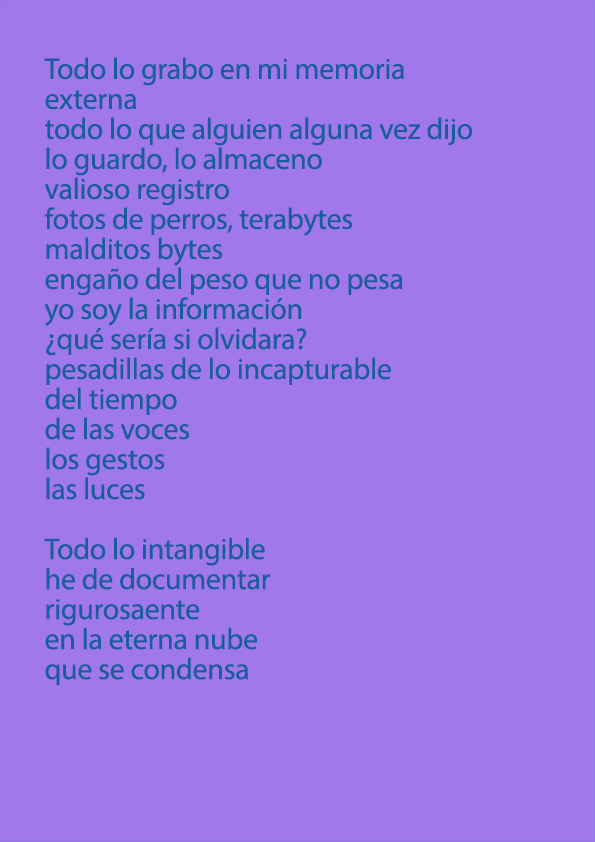 Todo lo grabo en mi memoria
externa
todo lo que alguien alguna vez dijo
lo guardo, lo almaceno
valioso registro
fotos de perros, terabytes
malditos bytes
engaño del peso que no pesa
yo soy la información
¿qué sería si olvidara?
pesadillas de lo incapturable
del tiempo
de las voces
los gestos
las luces

Todo lo intangible
he de documentar
rigurosaente
en la eterna nube
que se condensa